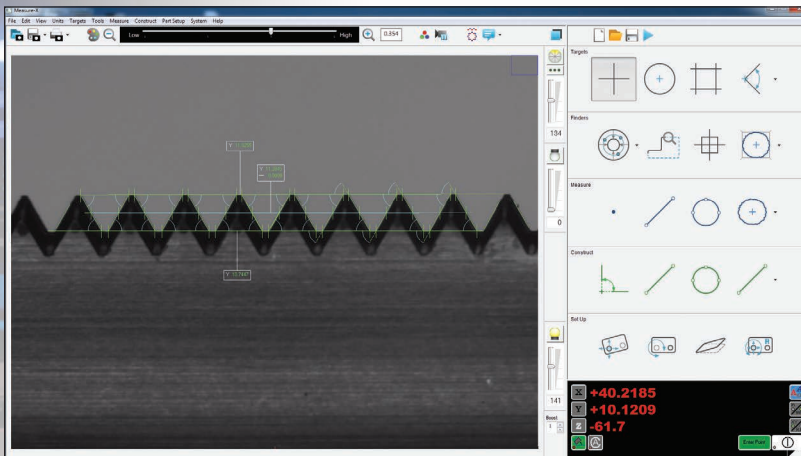 Measure-X
File Edit View Units Targets Tools Measure Construct Part Setup System Help
Low High 0.354
Targets
134
Finders
0
Measure
Construct
Set Up
141
Boost
1
X +40.2185
Y +10.1209
Z -61.7
Enter Point